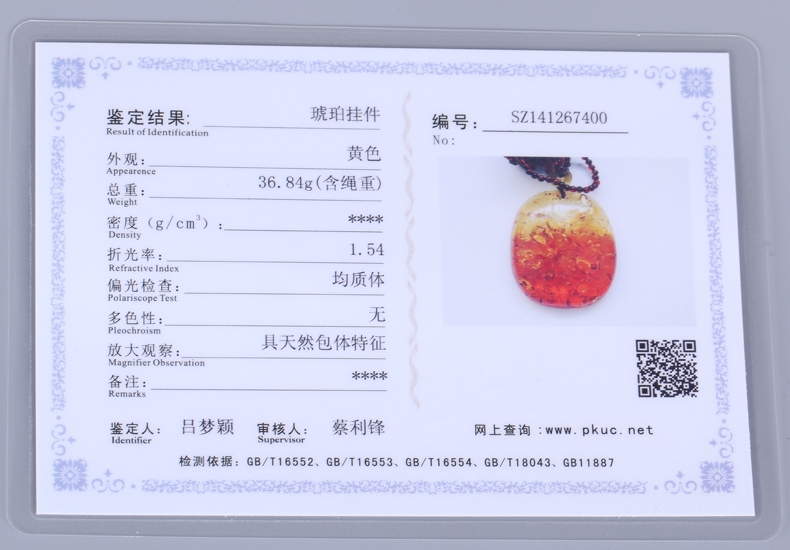 鉴定结果: 琥珀挂件
Result of Identification
外观: 黄色
Appearence
总重: 36.84g(含绳重)
Weight
密度（g/cm³）: ****
Density
折光率: 1.54
Refractive Index
偏光检查: 均质体
Polariscope Test
多色性: 无
Pleochroism
放大观察: 具天然包体特征
Magnifier Observation
备注: ****
Remarks
鉴定人: 吕梦颖 审核人: 蔡利锋
Identifier Supervisor
编号: SZ141267400
No:
网上查询 :www.pkuc.net
检测依据: GB/T16552、GB/T16553、GB/T16554、GB/T18043、GB11887